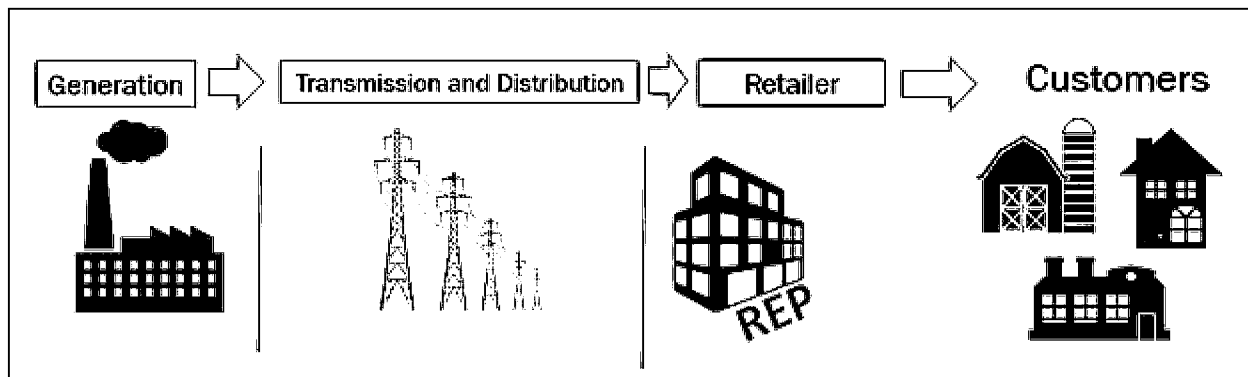 Generation
Transmission and Distribution
Retailer
Customers
REP